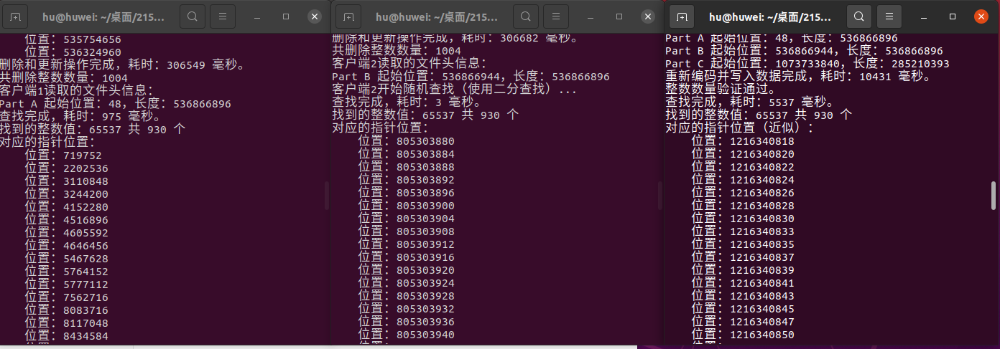 hu@huwei: ~/桌面/215...
位置：535754656
位置：536324960
删除和更新操作完成，耗时：306549 毫秒。
共删除整数数量：1004
客户端1读取的文件头信息：
Part A 起始位置：48，长度：536866896
查找完成，耗时：975 毫秒。
找到的整数值：65537 共 930 个
对应的指针位置：
位置：719752
位置：2202536
位置：3110848
位置：3244200
位置：4152280
位置：4516896
位置：4605592
位置：4646456
位置：5467628
位置：5764152
位置：5777112
位置：7562716
位置：8083716
位置：8117048
位置：8434584
hu@huwei: ~/桌面/215...
删除和更新操作完成，耗时：306682 毫秒。
共删除整数数量：1004
客户端2读取的文件头信息：
Part B 起始位置：536866944，长度：536866896
客户端2开始随机查找（使用二分查找）...
查找完成，耗时：3 毫秒。
找到的整数值：65537 共 930 个
对应的指针位置：
位置：805303880
位置：805303884
位置：805303888
位置：805303892
位置：805303896
位置：805303900
位置：805303904
位置：805303908
位置：805303912
位置：805303916
位置：805303920
位置：805303924
位置：805303928
位置：805303932
位置：805303936
位置：805303940
hu@huwei: ~/桌面/215...
Part A 起始位置：48，长度：536866896
Part B 起始位置：536866944，长度：536866896
Part C 起始位置：1073733840，长度：285210393
重新编码并写入数据完成，耗时：10431 毫秒。
整数数量验证通过。
查找完成，耗时：5537 毫秒。
找到的整数值：65537 共 930 个
对应的指针位置（近似）：
位置：1216340818
位置：1216340820
位置：1216340822
位置：1216340824
位置：1216340826
位置：1216340828
位置：1216340830
位置：1216340833
位置：1216340835
位置：1216340837
位置：1216340839
位置：1216340841
位置：1216340843
位置：1216340845
位置：1216340847
位置：1216340850